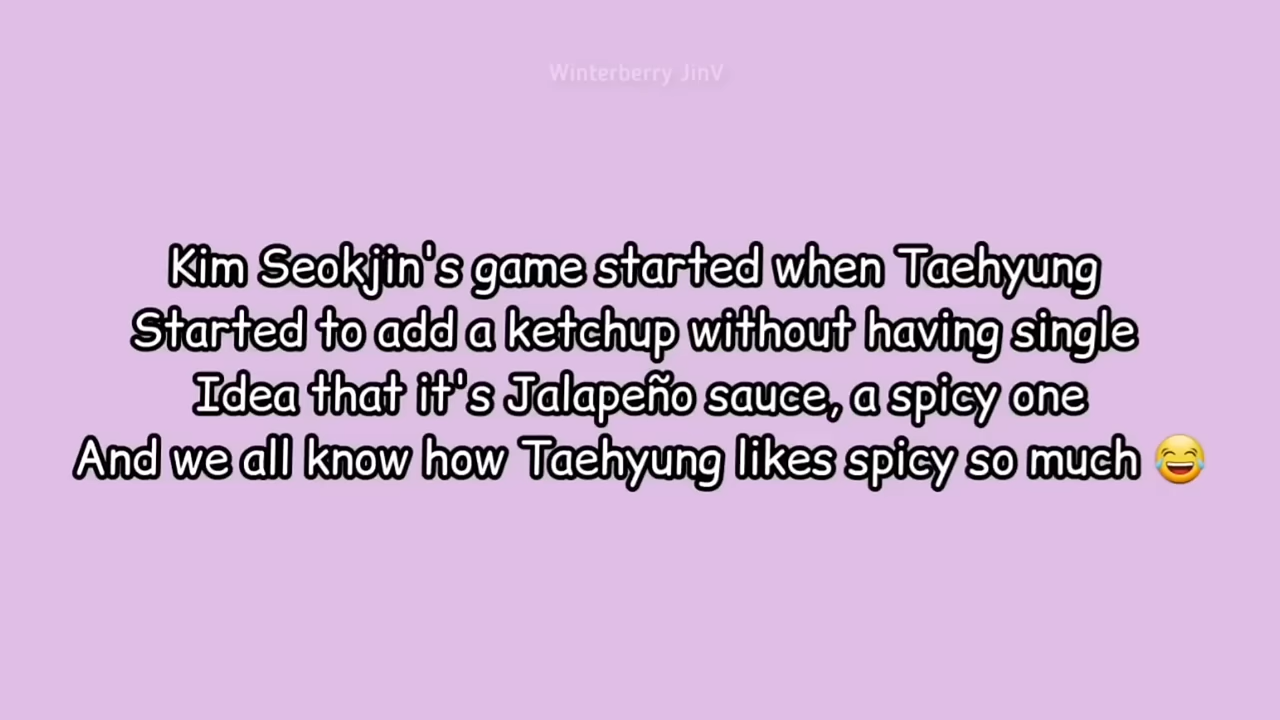 Winterberry JinV
Kim Seokjin's game started when Taehyung
Started to add a ketchup without having single
Idea that it's Jalapeño sauce, a spicy one
And we all know how Taehyung likes spicy so much 😂